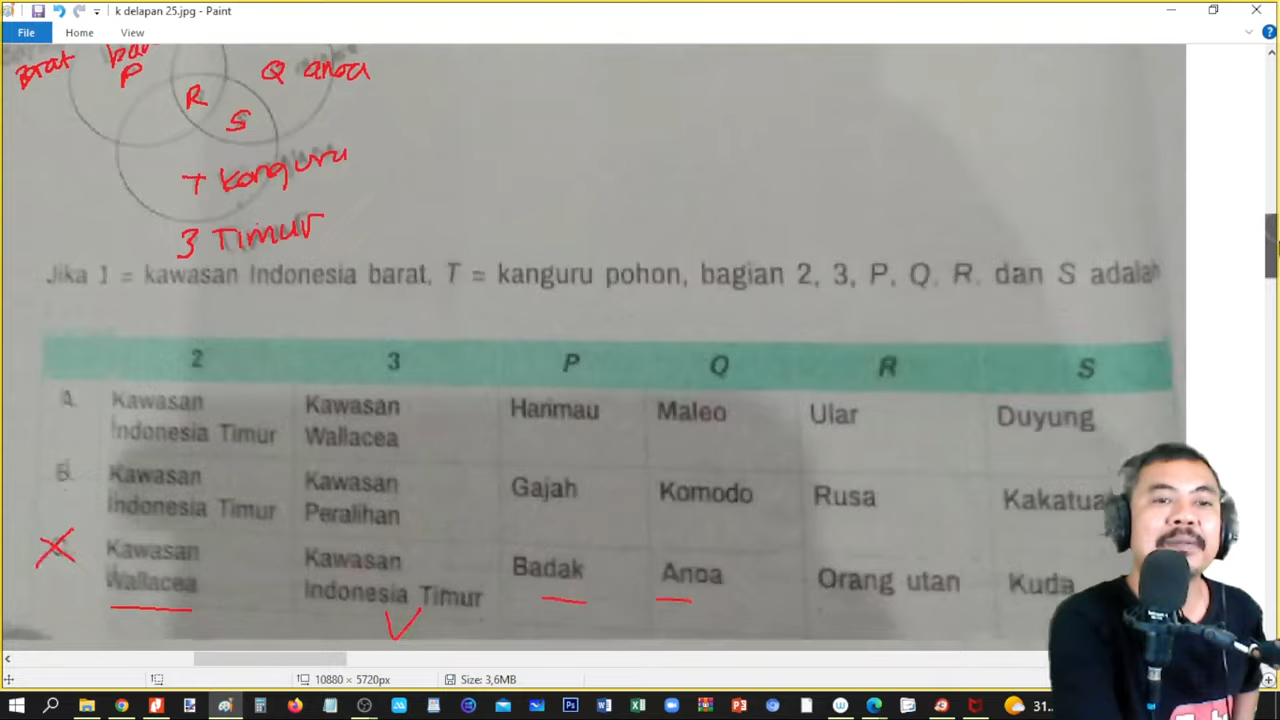 k delapan 25.jpg - Paint
File Home View
Barat
P
Q anoa
R
S
T kanguru
3 Timur
Jika 1 = kawasan Indonesia barat, T = kanguru pohon, bagian 2, 3, P, Q, R, dan S adalah
2 3 P Q R S
A. Kawasan Indonesia Timur Kawasan Wallacea Harimau Maleo Ular Duyung
B. Kawasan Indonesia Timur Kawasan Peralihan Gajah Komodo Rusa Kakatua
Kawasan Wallacea Kawasan Indonesia Timur Badak Anoa Orang utan Kuda
10880 × 5720px Size: 3,6MB
31...